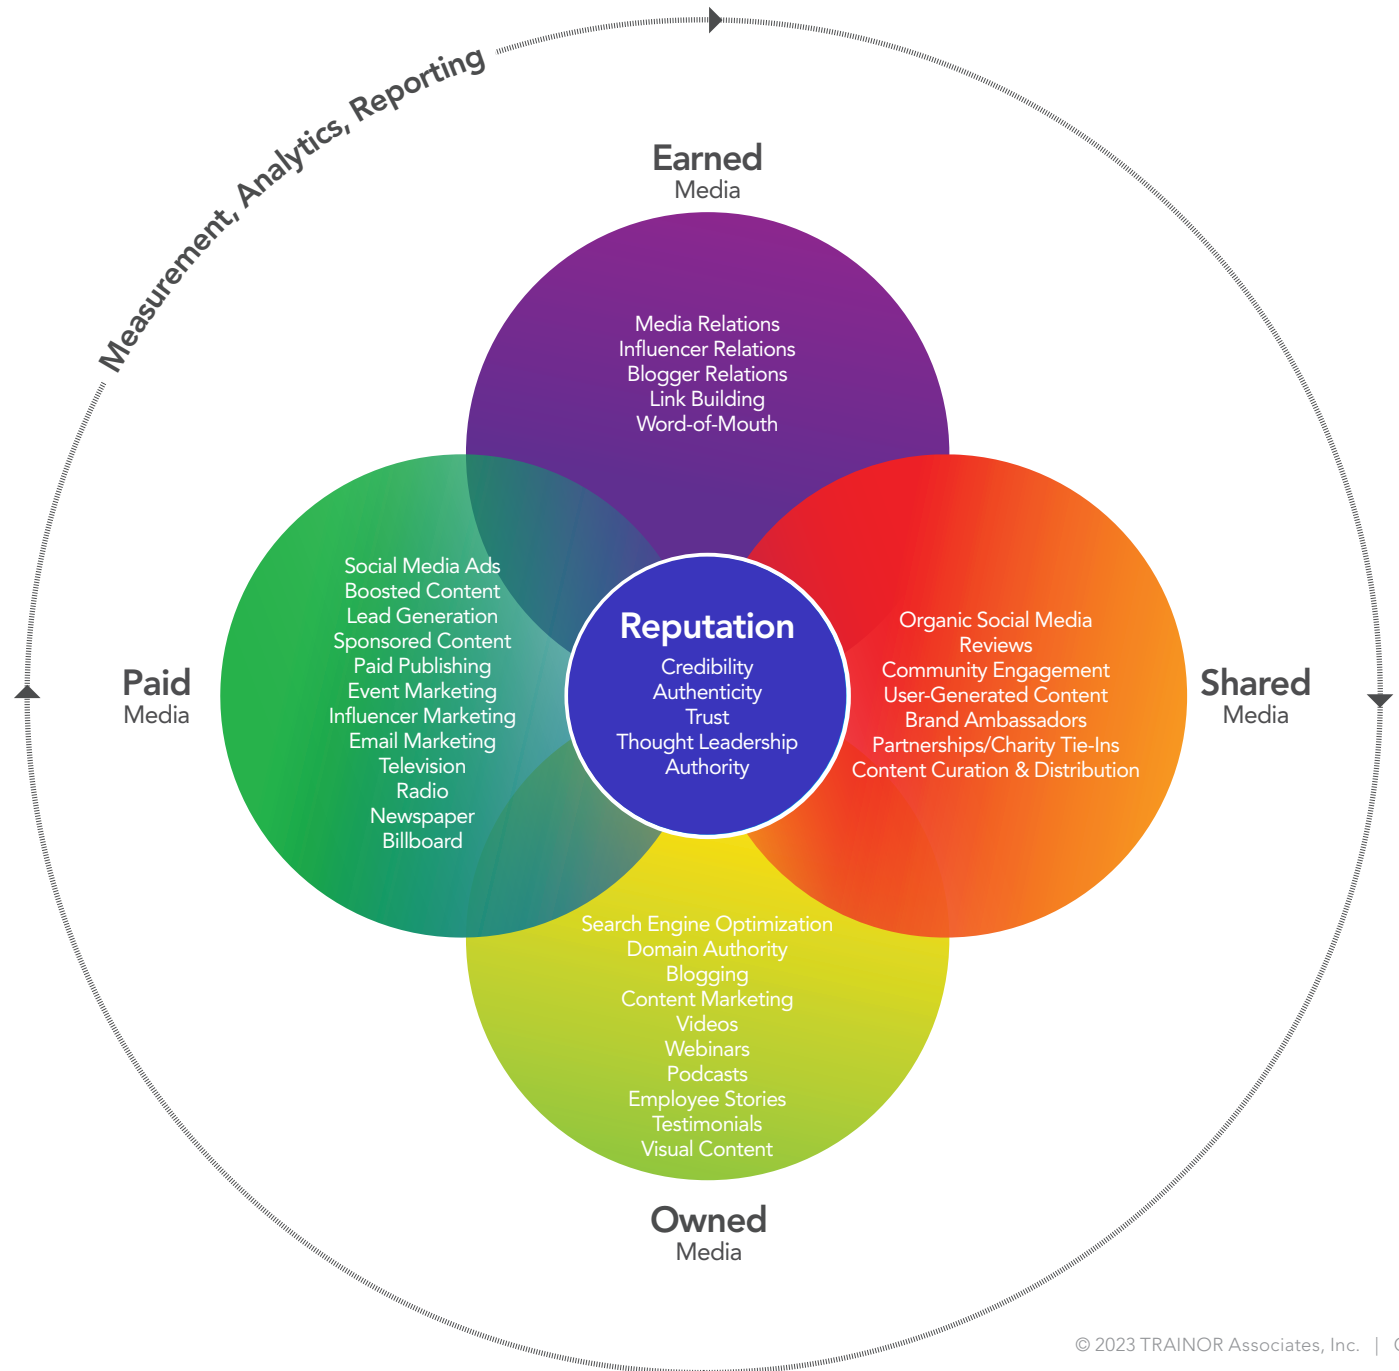 Measurement, Analytics, Reporting
Earned
Media
Media Relations
Influencer Relations
Blogger Relations
Link Building
Word-of-Mouth
Paid
Media
Social Media Ads
Boosted Content
Lead Generation
Sponsored Content
Paid Publishing
Event Marketing
Influencer Marketing
Email Marketing
Television
Radio
Newspaper
Billboard
Reputation
Credibility
Authenticity
Trust
Thought Leadership
Authority
Organic Social Media
Reviews
Community Engagement
User-Generated Content
Brand Ambassadors
Partnerships/Charity Tie-Ins
Content Curation & Distribution
Shared
Media
Search Engine Optimization
Domain Authority
Blogging
Content Marketing
Videos
Webinars
Podcasts
Employee Stories
Testimonials
Visual Content
Owned
Media
© 2023 TRAINOR Associates, Inc. |